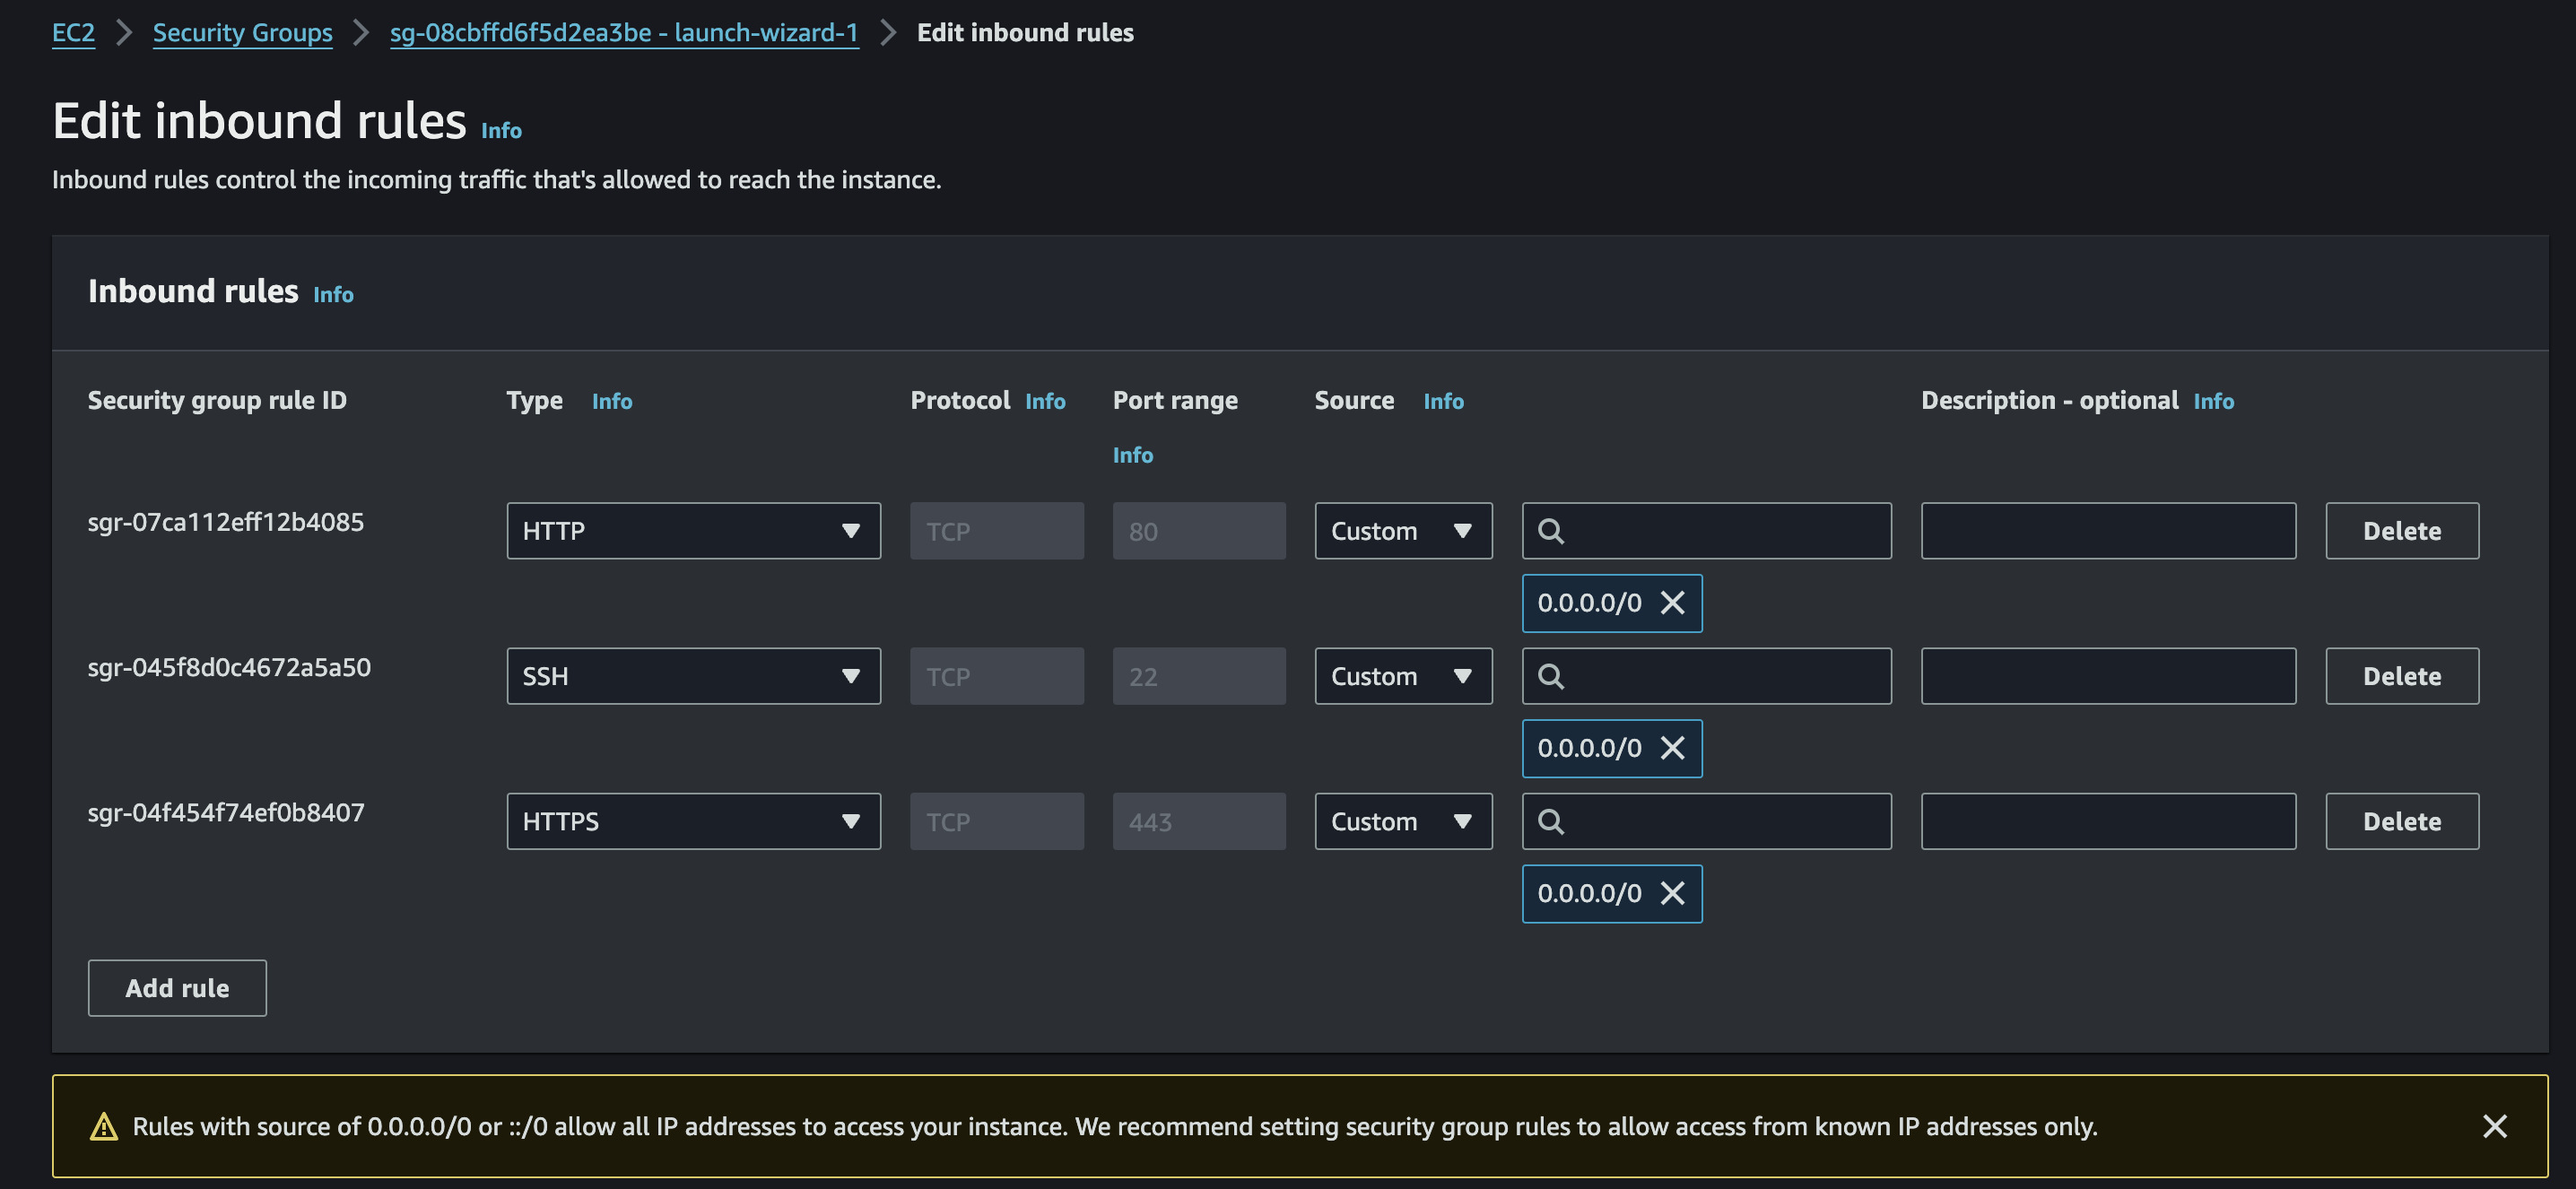 EC2 > Security Groups > sg-08cbffd6f5d2ea3be - launch-wizard-1 > Edit inbound rules
Edit inbound rules Info
Inbound rules control the incoming traffic that's allowed to reach the instance.
Inbound rules Info
Security group rule ID Type Info Protocol Info Port range Source Info Description - optional Info
Info
sgr-07ca112eff12b4085 HTTP TCP 80 Custom Delete
0.0.0.0/0
sgr-045f8d0c4672a5a50 SSH TCP 22 Custom Delete
0.0.0.0/0
sgr-04f454f74ef0b8407 HTTPS TCP 443 Custom Delete
0.0.0.0/0
Add rule
Rules with source of 0.0.0.0/0 or ::/0 allow all IP addresses to access your instance. We recommend setting security group rules to allow access from known IP addresses only.